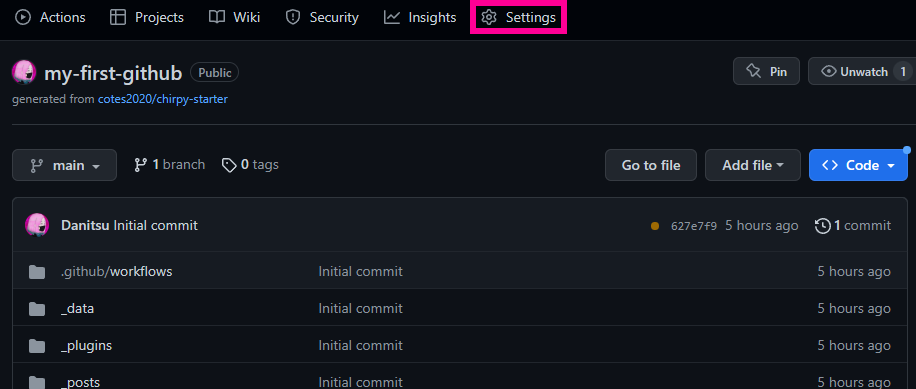 Actions Projects Wiki Security Insights Settings
my-first-github Public Pin Unwatch 1
generated from cotes2020/chirpy-starter
main 1 branch 0 tags Go to file Add file <> Code
Danitsu Initial commit 627e7f9 5 hours ago 1 commit
.github/workflows Initial commit 5 hours ago
_data Initial commit 5 hours ago
_plugins Initial commit 5 hours ago
_posts Initial commit 5 hours ago